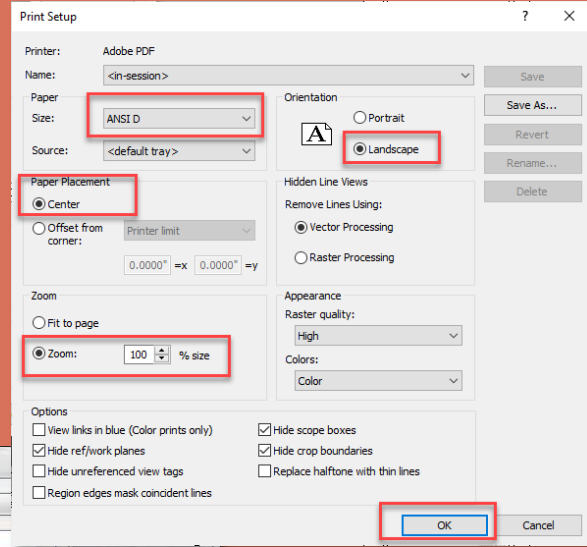 Print Setup
? ×
Printer: Adobe PDF
Name: <in-session>
Save
Paper
Size: ANSI D
Source: <default tray>
Orientation
A
Portrait
Landscape
Save As...
Revert
Rename...
Delete
Paper Placement
Center
Offset from corner: Printer limit
0.0000" =x 0.0000" =y
Hidden Line Views
Remove Lines Using:
Vector Processing
Raster Processing
Zoom
Fit to page
Zoom: 100 % size
Appearance
Raster quality:
High
Colors:
Color
Options
View links in blue (Color prints only)
Hide ref/work planes
Hide unreferenced view tags
Region edges mask coincident lines
Hide scope boxes
Hide crop boundaries
Replace halftone with thin lines
OK Cancel